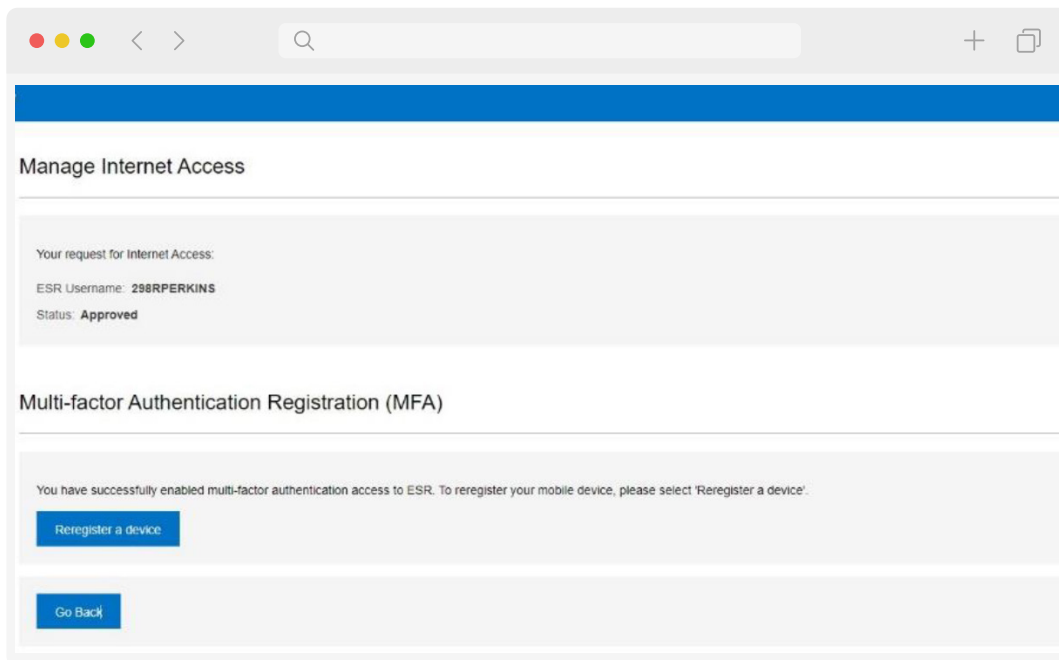 Manage Internet Access
Your request for Internet Access:
ESR Username: 298RPERKINS
Status: Approved
Multi-factor Authentication Registration (MFA)
You have successfully enabled multi-factor authentication access to ESR. To reregister your mobile device, please select 'Reregister a device'.
Reregister a device
Go Back